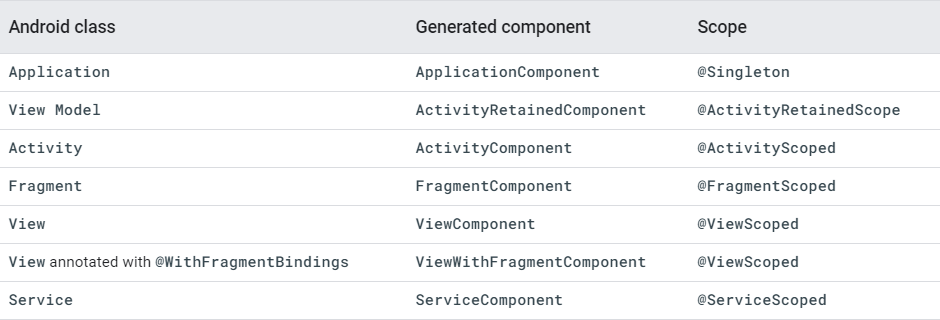 Android class Generated component Scope
Application ApplicationComponent @Singleton
View Model ActivityRetainedComponent @ActivityRetainedScope
Activity ActivityComponent @ActivityScoped
Fragment FragmentComponent @FragmentScoped
View ViewComponent @ViewScoped
View annotated with @WithFragmentBindings ViewWithFragmentComponent @ViewScoped
Service ServiceComponent @ServiceScoped